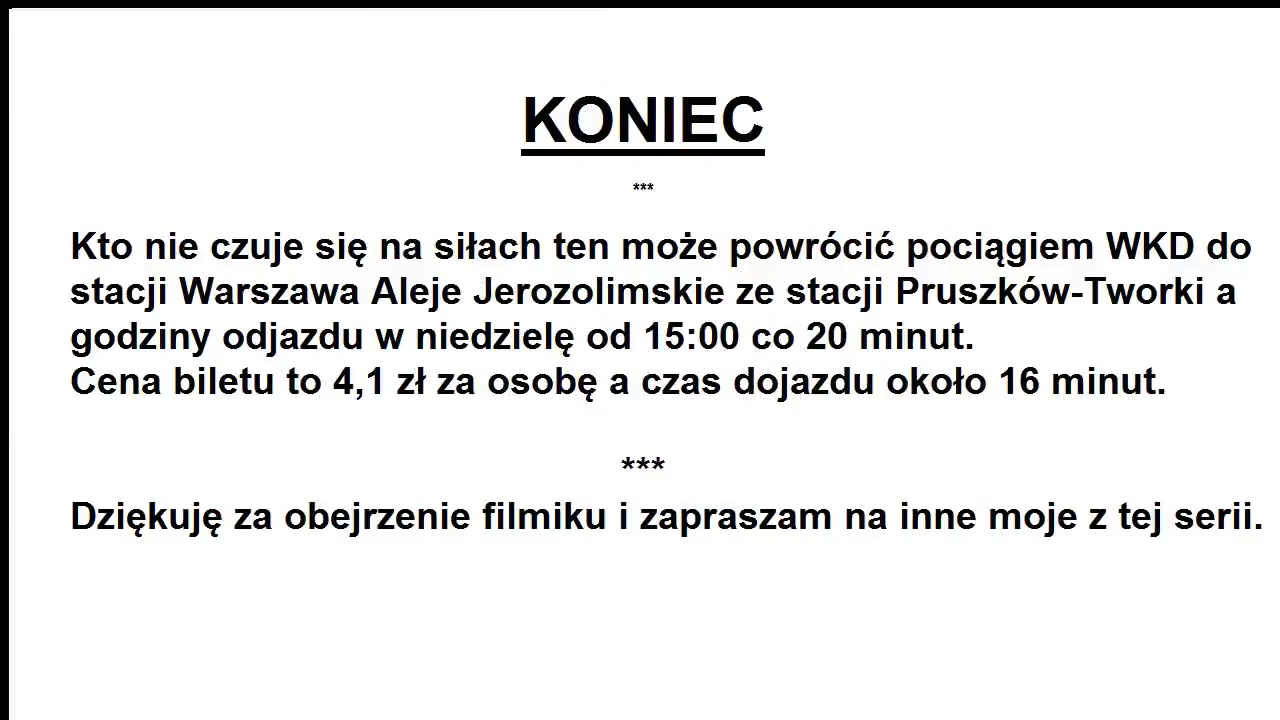 KONIEC
***
Kto nie czuje się na siłach ten może powrócić pociągiem WKD do
stacji Warszawa Aleje Jerozolimskie ze stacji Pruszków-Tworki a
godziny odjazdu w niedzielę od 15:00 co 20 minut.
Cena biletu to 4,1 zł za osobę a czas dojazdu około 16 minut.
***
Dziękuję za obejrzenie filmiku i zapraszam na inne moje z tej serii.